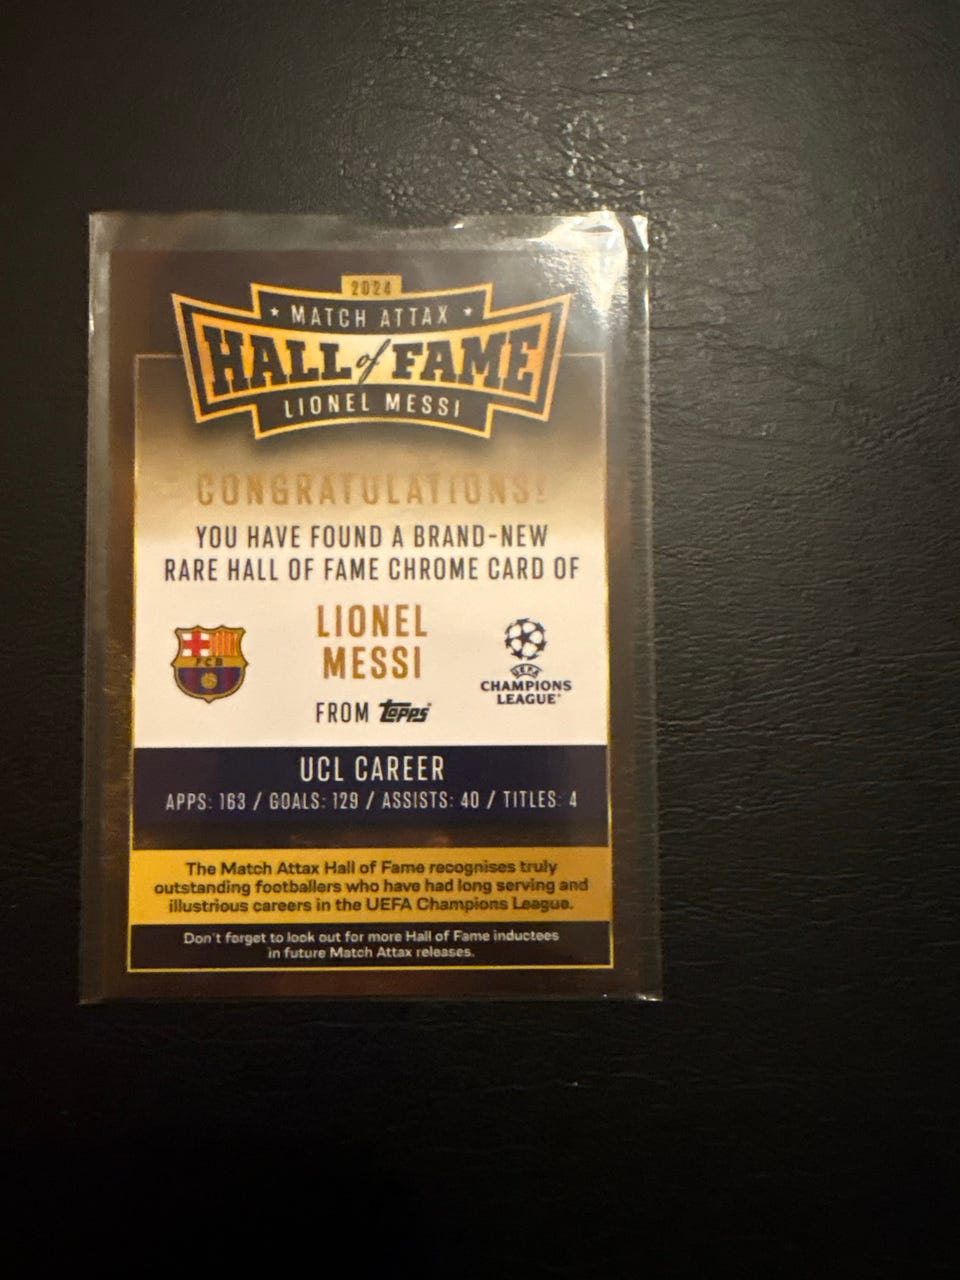 2024
MATCH ATTAX
HALL of FAME
LIONEL MESSI
CONGRATULATIONS!
YOU HAVE FOUND A BRAND-NEW
RARE HALL OF FAME CHROME CARD OF
LIONEL
MESSI
FCB
UEFA
CHAMPIONS
LEAGUE®
FROM Topps®
UCL CAREER
APPS: 163 / GOALS: 129 / ASSISTS: 40 / TITLES: 4
The Match Attax Hall of Fame recognises truly
outstanding footballers who have had long serving and
illustrious careers in the UEFA Champions League.
Don't forget to look out for more Hall of Fame inductees
in future Match Attax releases.